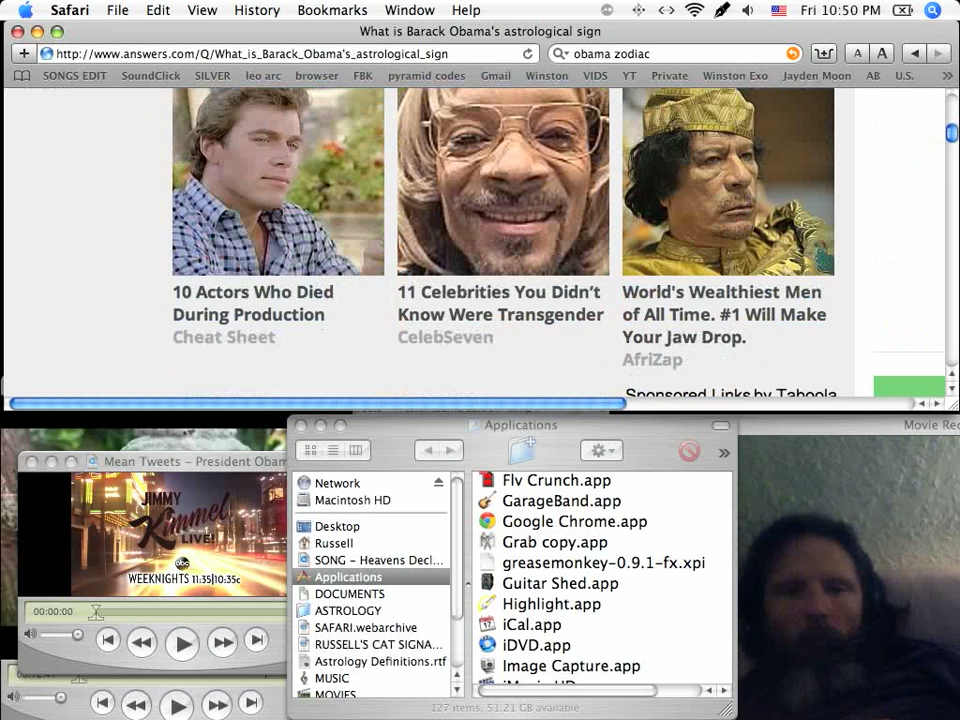 Safari File Edit View History Bookmarks Window Help Fri 10:50 PM
What is Barack Obama's astrological sign
http://www.answers.com/Q/What_is_Barack_Obama's_astrological_sign
obama zodiac
A A
SONGS EDIT SoundClick SILVER leo arc browser FBK pyramid codes Gmail Winston VIDS YT Private Winston Exo Jayden Moon AB U.S.
10 Actors Who Died
During Production
Cheat Sheet
11 Celebrities You Didn't
Know Were Transgender
CelebSeven
World's Wealthiest Men
of All Time. #1 Will Make
Your Jaw Drop.
AfriZap
Sponsored Links by Taboola
Mean Tweets – President Obam
JIMMY
Kimmel
LIVE!
abc
WEEKNIGHTS 11:35|10:35c
00:00:00
Applications
Network
Macintosh HD
Desktop
Russell
SONG – Heavens Decl...
Applications
DOCUMENTS
ASTROLOGY
SAFARI.webarchive
RUSSELL'S CAT SIGNA...
Astrology Definitions.rtf
MUSIC
MOVIES
Flv Crunch.app
GarageBand.app
Google Chrome.app
Grab copy.app
greasemonkey-0.9.1-fx.xpi
Guitar Shed.app
Highlight.app
iCal.app
iDVD.app
Image Capture.app
iMovie HD
127 items, 51.21 GB available
Movie Rec